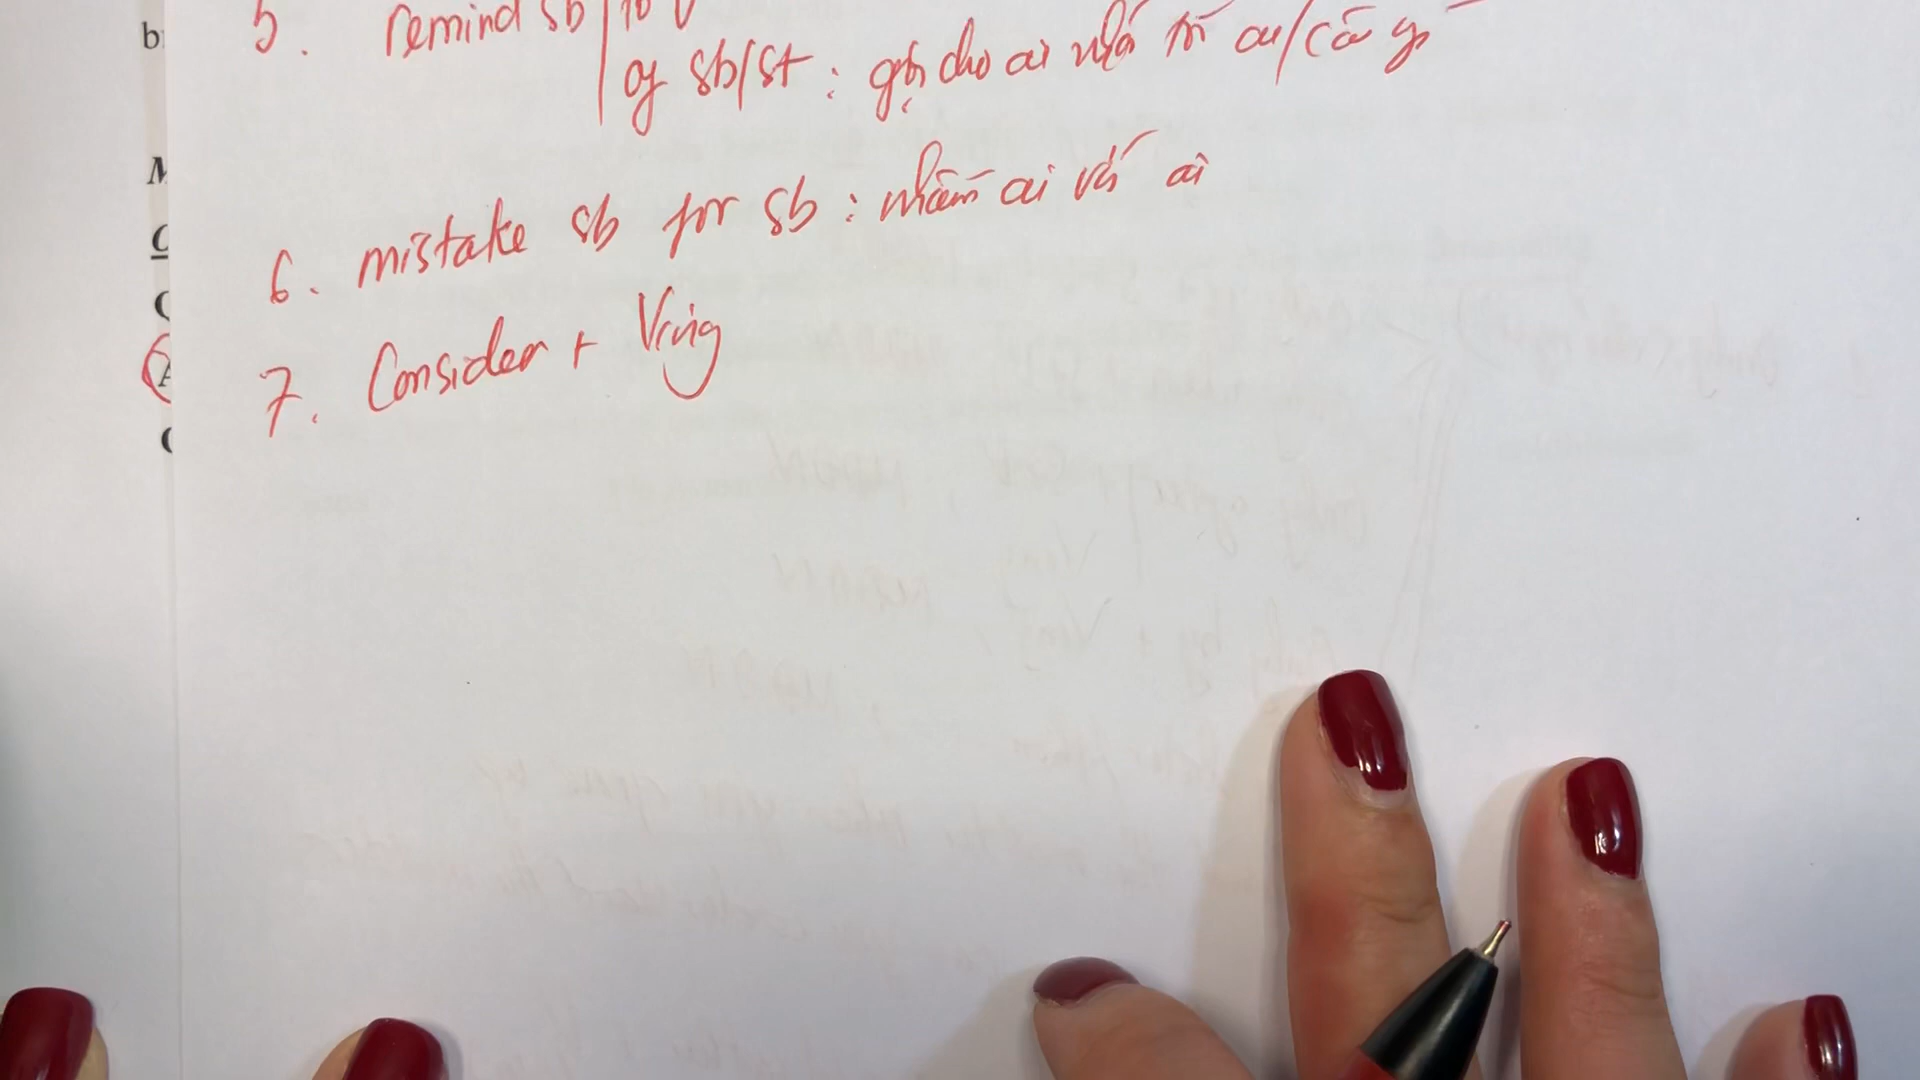 b
5. remind sb | to V
of sb/st : gợi cho ai nhớ tới ai/cái gì
M
6. mistake sb for sb : nhầm ai với ai
C
7. Consider + Ving
A